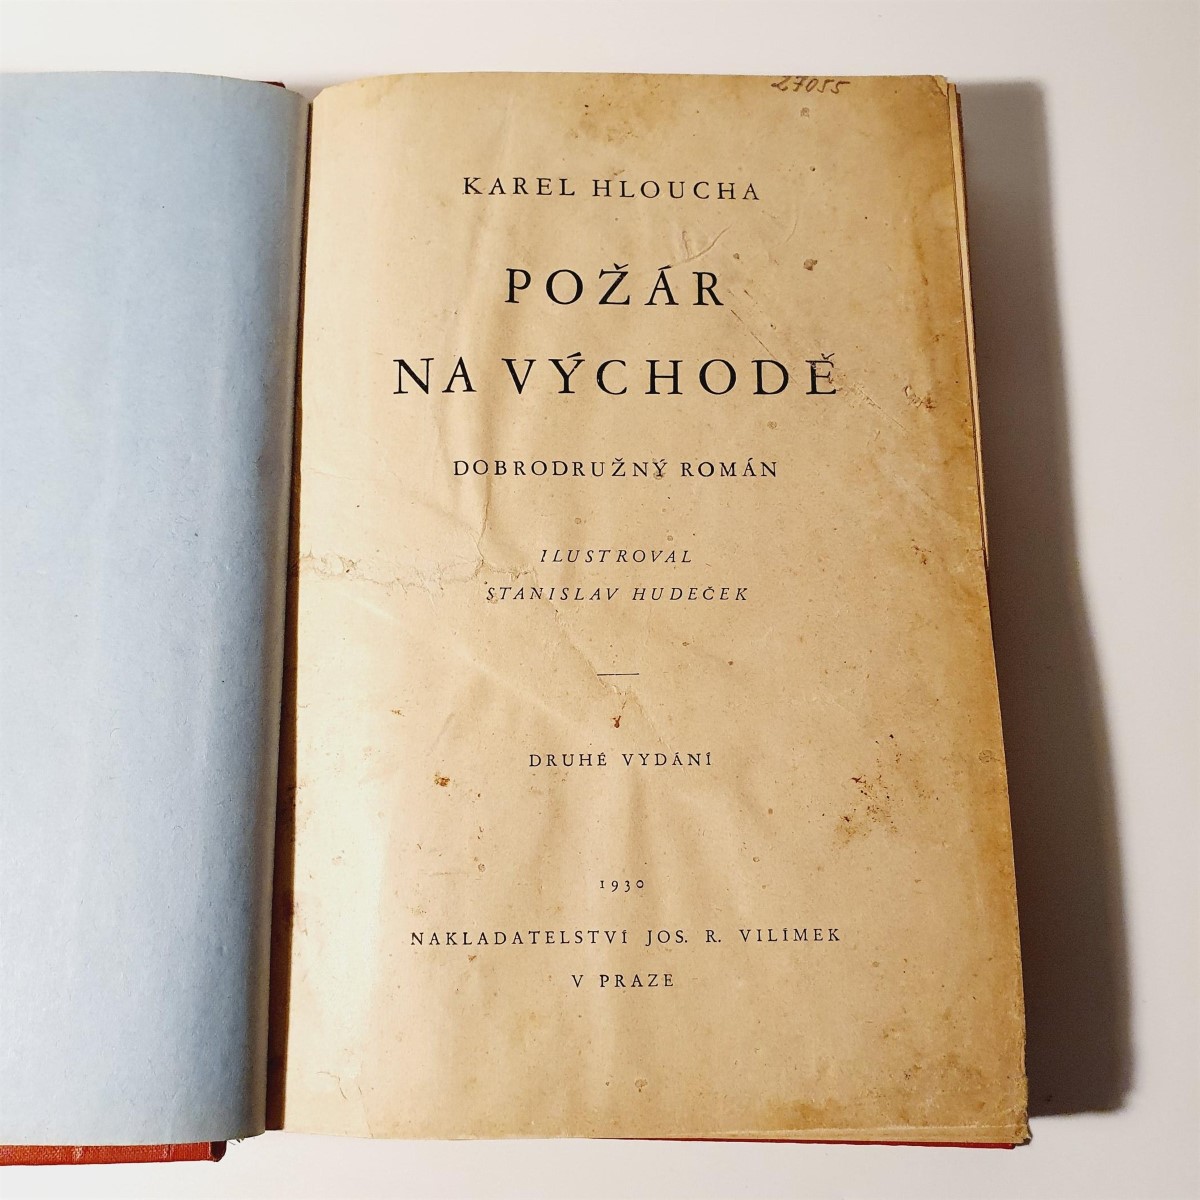 27055
KAREL HLOUCHA
POŽÁR
NA VÝCHODĚ
DOBRODRUŽNÝ ROMÁN
ILUSTROVAL
STANISLAV HUDEČEK
DRUHÉ VYDÁNÍ
1930
NAKLADATELSTVÍ JOS. R. VILÍMEK
V PRAZE